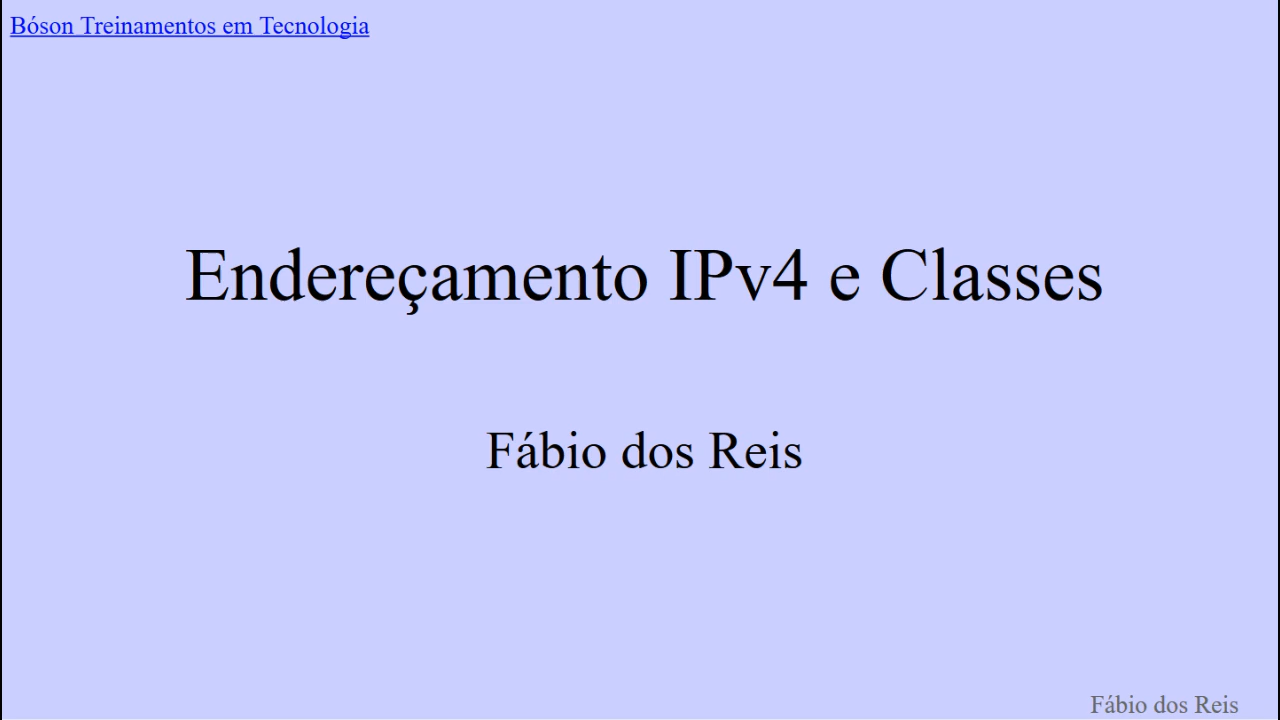 Bóson Treinamentos em Tecnologia
Endereçamento IPv4 e Classes
Fábio dos Reis
Fábio dos Reis